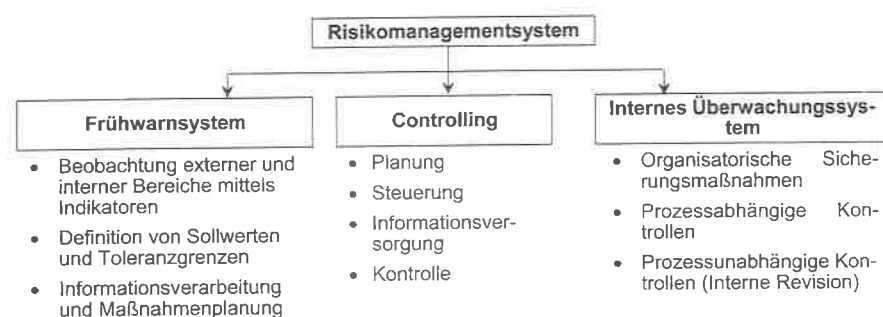 Risikomanagementsystem
Frühwarnsystem
• Beobachtung externer und
interner Bereiche mittels
Indikatoren
• Definition von Sollwerten
und Toleranzgrenzen
• Informationsverarbeitung
und Maßnahmenplanung
Controlling
• Planung
• Steuerung
• Informationsver-
sorgung
• Kontrolle
Internes Überwachungssys-
tem
• Organisatorische Siche-
rungsmaßnahmen
• Prozessabhängige Kon-
trollen
• Prozessunabhängige Kon-
trollen (Interne Revision)